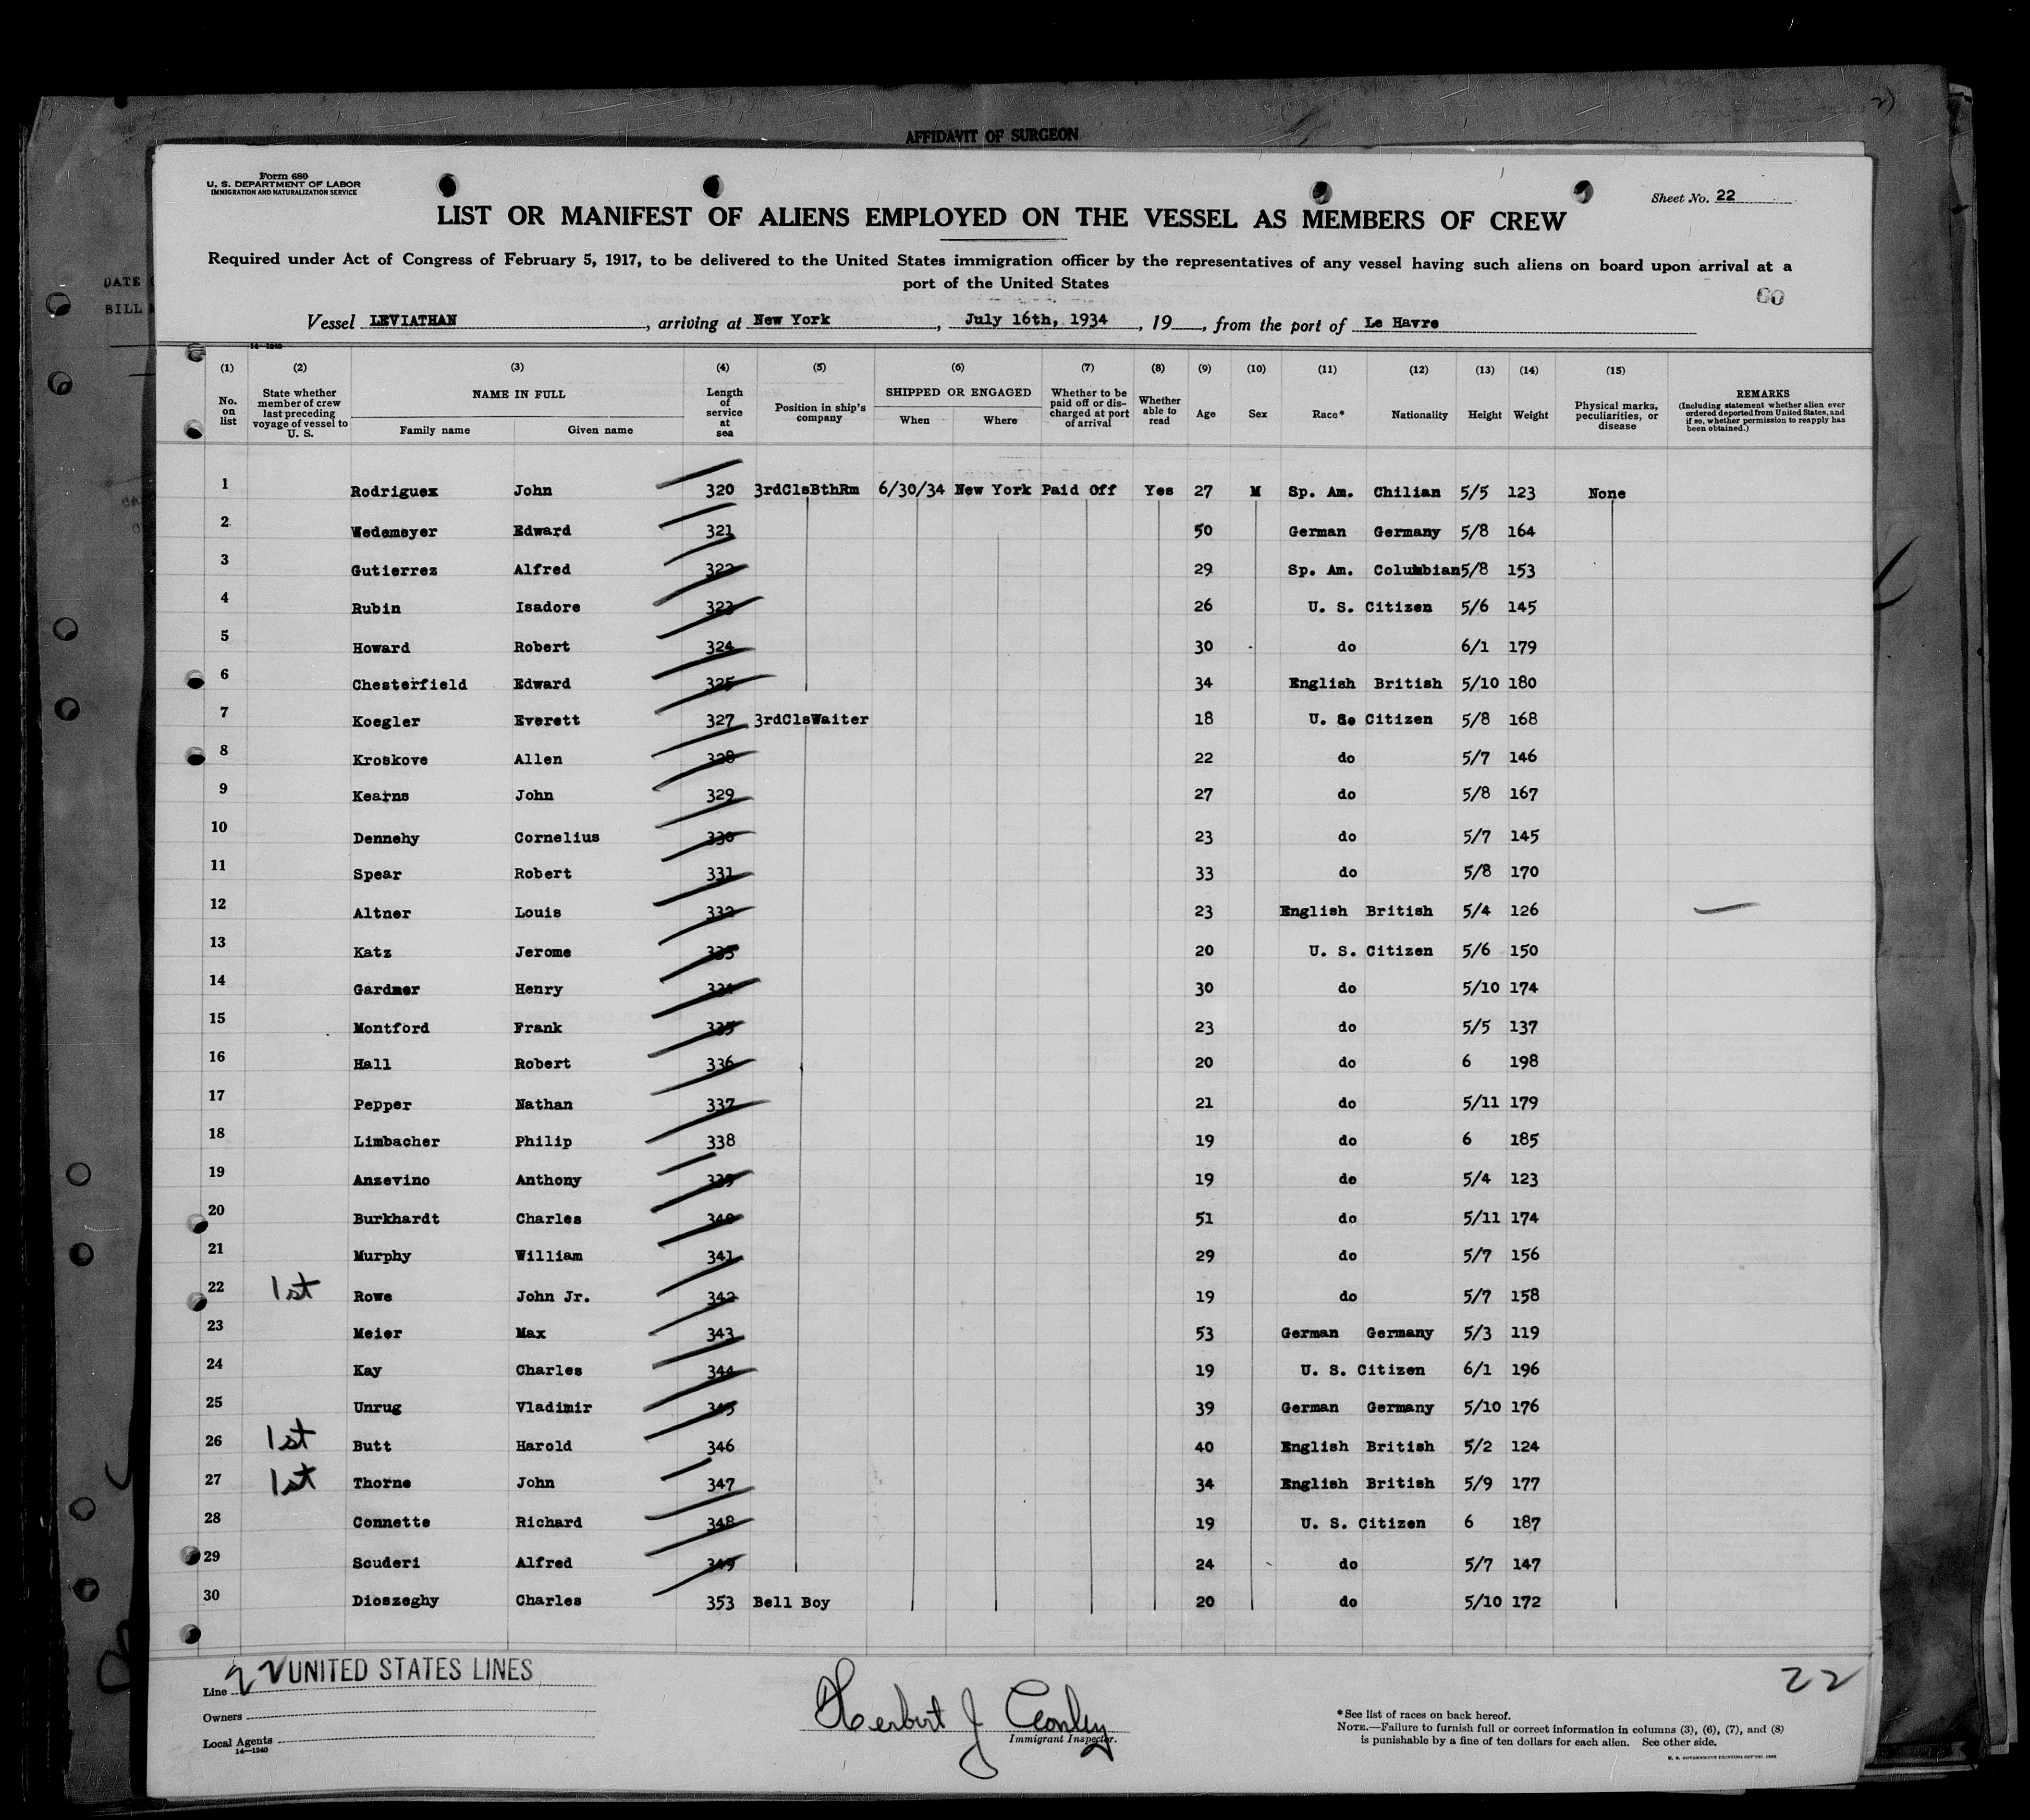 AFFIDAVIT OF SURGEON
Form 680
U. S. DEPARTMENT OF LABOR
IMMIGRATION AND NATURALIZATION SERVICE
Sheet No. 22
LIST OR MANIFEST OF ALIENS EMPLOYED ON THE VESSEL AS MEMBERS OF CREW
Required under Act of Congress of February 5, 1917, to be delivered to the United States immigration officer by the representatives of any vessel having such aliens on board upon arrival at a
port of the United States
DATE
BILL
Vessel LEVIATHAN, arriving at New York, July 16th, 1934, 19, from the port of Le Havre
14—1240
(1) (2) (3) (4) (5) (6) (7) (8) (9) (10) (11) (12) (13) (14) (15)
No. on list
State whether member of crew last preceding voyage of vessel to U. S.
NAME IN FULL
Family name Given name
Length of service at sea
Position in ship's company
SHIPPED OR ENGAGED
When Where
Whether to be paid off or discharged at port of arrival
Whether able to read
Age
Sex
Race*
Nationality
Height
Weight
Physical marks, peculiarities, or disease
REMARKS
(Including statement whether alien ever ordered deported from United States, and if so, whether permission to reapply has been obtained.)
1 Rodriguex John 320 3rdClsBthRm 6/30/34 New York Paid Off Yes 27 M Sp. Am. Chilian 5/5 123 None
2 Wedemeyer Edward 321 50 German Germany 5/8 164
3 Gutierrez Alfred 322 29 Sp. Am. Columbian 5/8 153
4 Rubin Isadore 323 26 U. S. Citizen 5/6 145
5 Howard Robert 324 30 do 6/1 179
6 Chesterfield Edward 325 34 English British 5/10 180
7 Koegler Everett 327 3rdClsWaiter 18 U. S. Citizen 5/8 168
8 Kroskove Allen 328 22 do 5/7 146
9 Kearns John 329 27 do 5/8 167
10 Dennehy Cornelius 330 23 do 5/7 145
11 Spear Robert 331 33 do 5/8 170
12 Altner Louis 332 23 English British 5/4 126
13 Katz Jerome 333 20 U. S. Citizen 5/6 150
14 Gardner Henry 334 30 do 5/10 174
15 Montford Frank 335 23 do 5/5 137
16 Hall Robert 336 20 do 6 198
17 Pepper Nathan 337 21 do 5/11 179
18 Limbacher Philip 338 19 do 6 185
19 Anzevino Anthony 339 19 do 5/4 123
20 Burkhardt Charles 340 51 do 5/11 174
21 Murphy William 341 29 do 5/7 156
22 1st Rowe John Jr. 342 19 do 5/7 158
23 Meier Max 343 53 German Germany 5/3 119
24 Kay Charles 344 19 U. S. Citizen 6/1 196
25 Unrug Vladimir 345 39 German Germany 5/10 176
26 1st Butt Harold 346 40 English British 5/2 124
27 1st Thorne John 347 34 English British 5/9 177
28 Connette Richard 348 19 U. S. Citizen 6 187
29 Scuderi Alfred 349 24 do 5/7 147
30 Dioszeghy Charles 353 Bell Boy 20 do 5/10 172
22 UNITED STATES LINES
Line
Owners
Local Agents
14—1240
Herbert J Conley
Immigrant Inspector.
22
*See list of races on back hereof.
NOTE.—Failure to furnish full or correct information in columns (3), (6), (7), and (8)
is punishable by a fine of ten dollars for each alien. See other side.